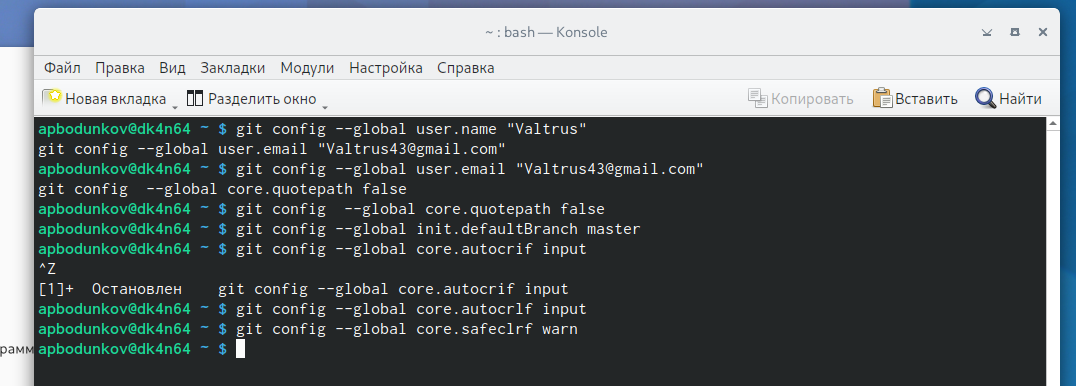 ~ : bash — Konsole
Файл Правка Вид Закладки Модули Настройка Справка
Новая вкладка Разделить окно Копировать Вставить Найти
apbodunkov@dk4n64 ~ $ git config --global user.name "Valtrus"
git config --global user.email "Valtrus43@gmail.com"
apbodunkov@dk4n64 ~ $ git config --global user.email "Valtrus43@gmail.com"
git config  --global core.quotepath false
apbodunkov@dk4n64 ~ $ git config  --global core.quotepath false
apbodunkov@dk4n64 ~ $ git config --global init.defaultBranch master
apbodunkov@dk4n64 ~ $ git config --global core.autocrif input
^Z
[1]+  Остановлен    git config --global core.autocrif input
apbodunkov@dk4n64 ~ $ git config --global core.autocrlf input
apbodunkov@dk4n64 ~ $ git config --global core.safeclrf warn
рамм
apbodunkov@dk4n64 ~ $